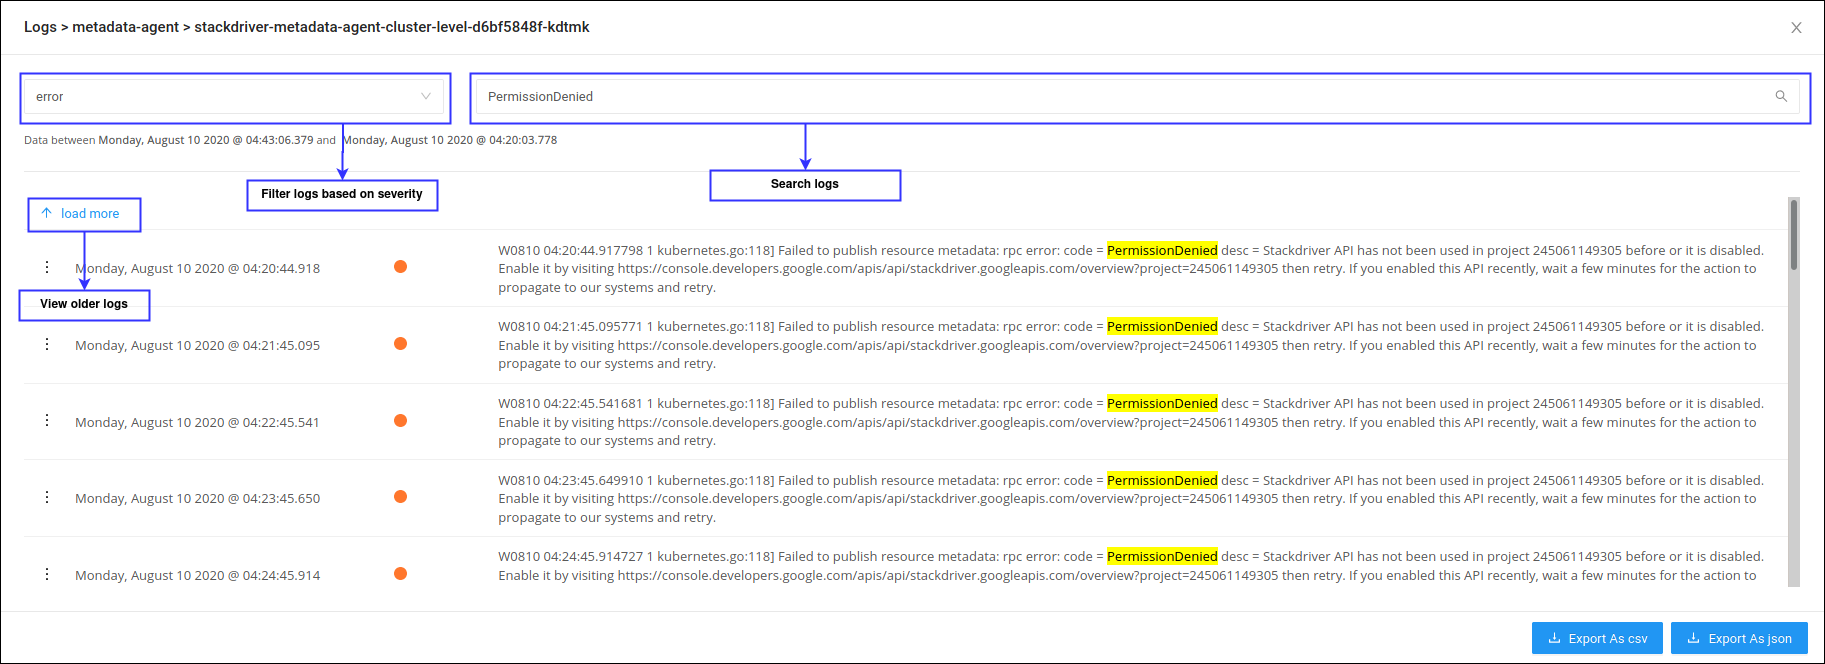 Logs > metadata-agent > stackdriver-metadata-agent-cluster-level-d6bf5848f-kdtmk
error
PermissionDenied
Data between Monday, August 10 2020 @ 04:43:06.379 and Monday, August 10 2020 @ 04:20:03.778
Filter logs based on severity
Search logs
load more
W0810 04:20:44.917798 1 kubernetes.go:118] Failed to publish resource metadata: rpc error: code = PermissionDenied desc = Stackdriver API has not been used in project 245061149305 before or it is disabled.
Monday, August 10 2020 @ 04:20:44.918
Enable it by visiting https://console.developers.google.com/apis/api/stackdriver.googleapis.com/overview?project=245061149305 then retry. If you enabled this API recently, wait a few minutes for the action to
propagate to our systems and retry.
View older logs
W0810 04:21:45.095771 1 kubernetes.go:118] Failed to publish resource metadata: rpc error: code = PermissionDenied desc = Stackdriver API has not been used in project 245061149305 before or it is disabled.
Monday, August 10 2020 @ 04:21:45.095
Enable it by visiting https://console.developers.google.com/apis/api/stackdriver.googleapis.com/overview?project=245061149305 then retry. If you enabled this API recently, wait a few minutes for the action to
propagate to our systems and retry.
W0810 04:22:45.541681 1 kubernetes.go:118] Failed to publish resource metadata: rpc error: code = PermissionDenied desc = Stackdriver API has not been used in project 245061149305 before or it is disabled.
Monday, August 10 2020 @ 04:22:45.541
Enable it by visiting https://console.developers.google.com/apis/api/stackdriver.googleapis.com/overview?project=245061149305 then retry. If you enabled this API recently, wait a few minutes for the action to
propagate to our systems and retry.
W0810 04:23:45.649910 1 kubernetes.go:118] Failed to publish resource metadata: rpc error: code = PermissionDenied desc = Stackdriver API has not been used in project 245061149305 before or it is disabled.
Monday, August 10 2020 @ 04:23:45.650
Enable it by visiting https://console.developers.google.com/apis/api/stackdriver.googleapis.com/overview?project=245061149305 then retry. If you enabled this API recently, wait a few minutes for the action to
propagate to our systems and retry.
W0810 04:24:45.914727 1 kubernetes.go:118] Failed to publish resource metadata: rpc error: code = PermissionDenied desc = Stackdriver API has not been used in project 245061149305 before or it is disabled.
Monday, August 10 2020 @ 04:24:45.914
Enable it by visiting https://console.developers.google.com/apis/api/stackdriver.googleapis.com/overview?project=245061149305 then retry. If you enabled this API recently, wait a few minutes for the action to
Export As csv
Export As json